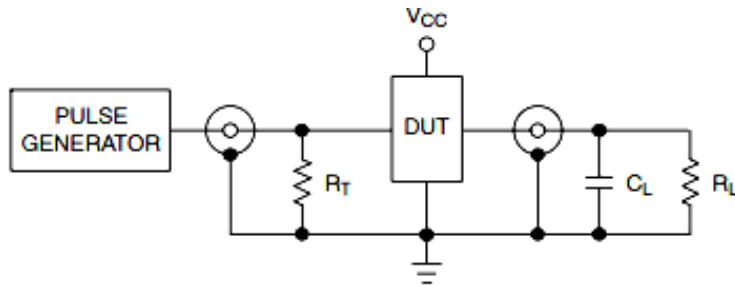 VCC
PULSE
GENERATOR
DUT
RT
CL
RL